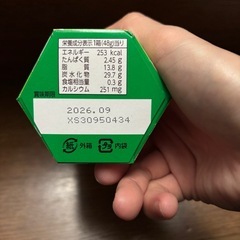 栄養成分表示 1箱(48g)当り
エネルギー 253 kcal
たんぱく質 2.45 g
脂質 13.8 g
炭水化物 29.7 g
食塩相当量 0.3 g
カルシウム 251 mg
賞味期限
2026.09
XS30950434
紙 外箱
プラ 内袋